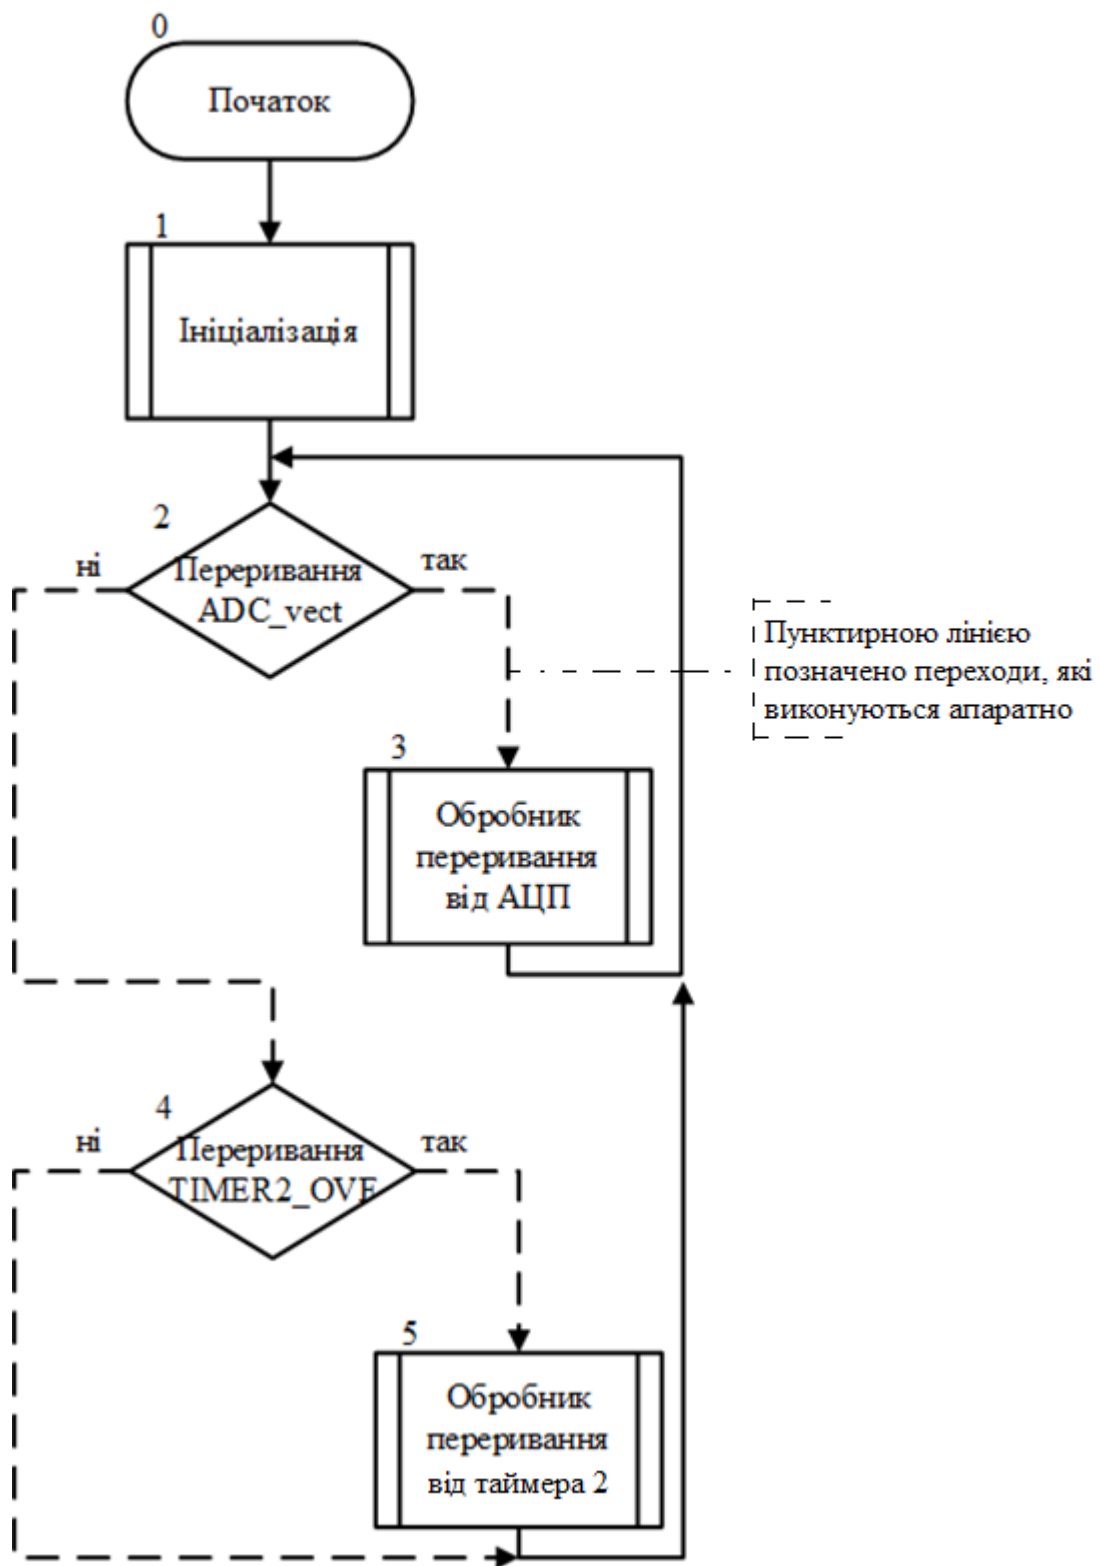 0
Початок
1
Ініціалізація
2
ні
так
Переривання
ADC_vect
Пунктирною лінією
позначено переходи, які
виконуються апаратно
3
Обробник
переривання
від АЦП
4
ні
так
Переривання
TIMER2_OVF
5
Обробник
переривання
від таймера 2